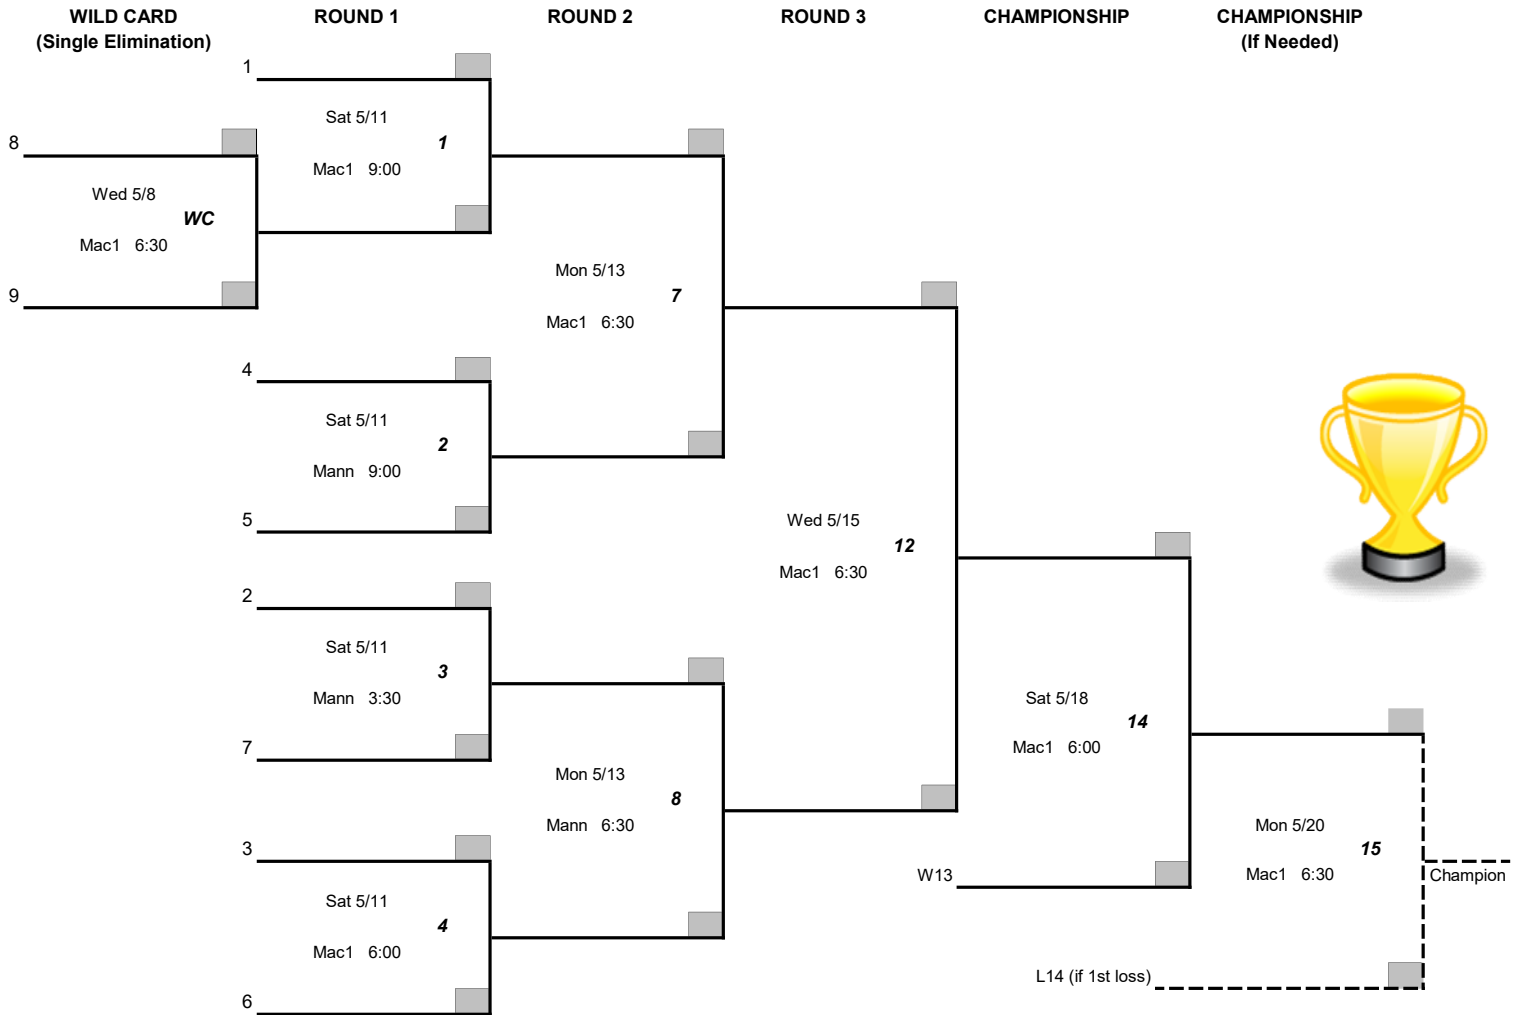 WILD CARD
(Single Elimination)
ROUND 1
ROUND 2
ROUND 3
CHAMPIONSHIP
CHAMPIONSHIP
(If Needed)
8
Wed 5/8
WC
Mac1 6:30
9
1
Sat 5/11
1
Mac1 9:00
4
Sat 5/11
2
Mann 9:00
5
2
Sat 5/11
3
Mann 3:30
7
3
Sat 5/11
4
Mac1 6:00
6
Mon 5/13
7
Mac1 6:30
Mon 5/13
8
Mann 6:30
Wed 5/15
12
Mac1 6:30
Sat 5/18
14
Mac1 6:00
W13
Mon 5/20
15
Mac1 6:30
L14 (if 1st loss)
Champion